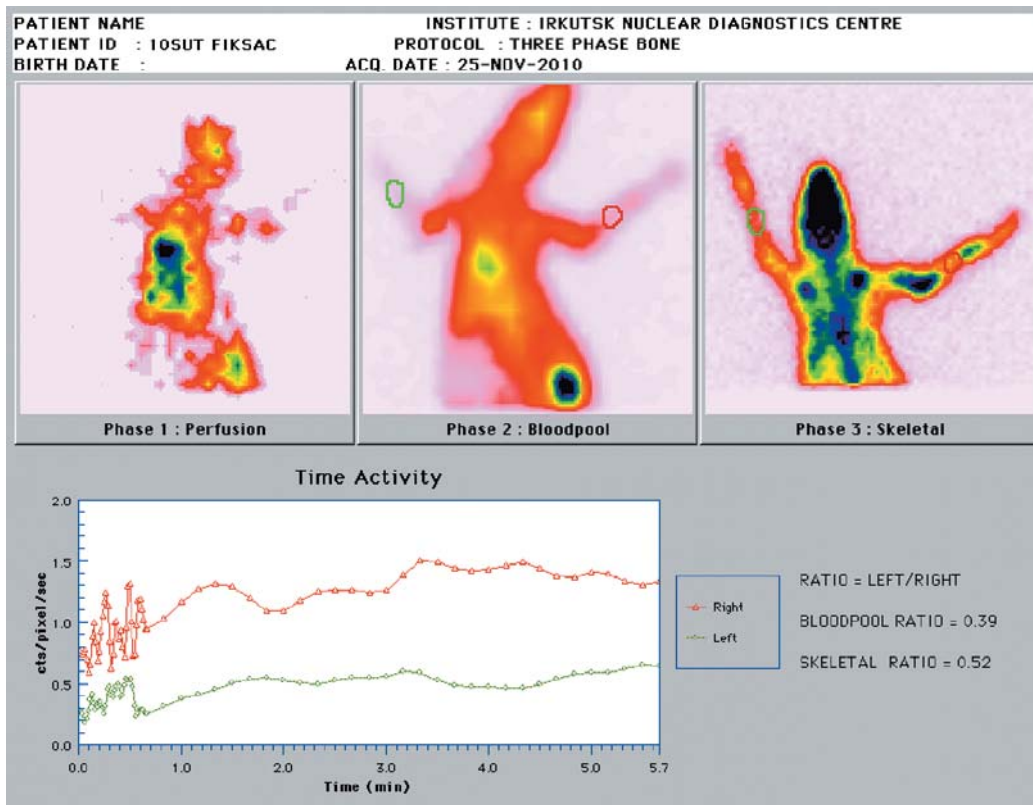 PATIENT NAME INSTITUTE : IRKUTSK NUCLEAR DIAGNOSTICS CENTRE
PATIENT ID : 10SUT FIKSAC PROTOCOL : THREE PHASE BONE
BIRTH DATE : ACQ. DATE : 25-NOV-2010
Phase 1 : Perfusion
Phase 2 : Bloodpool
Phase 3 : Skeletal
Time Activity
cts/pixel/sec
2.0
1.5
1.0
0.5
0.0
0.0 1.0 2.0 3.0 4.0 5.0 5.7
Time (min)
Right
Left
RATIO = LEFT/RIGHT
BLOODPOOL RATIO = 0.39
SKELETAL RATIO = 0.52